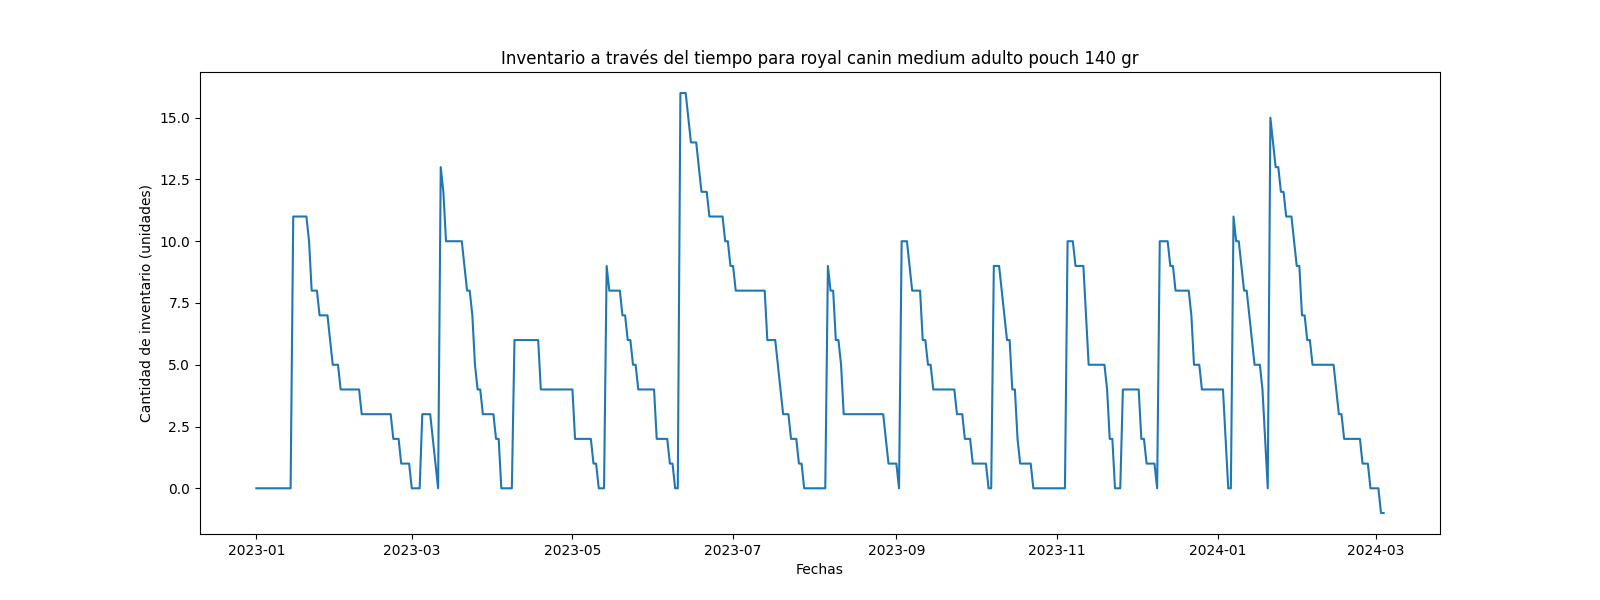 Inventario a través del tiempo para royal canin medium adulto pouch 140 gr
Cantidad de inventario (unidades)
15.0
12.5
10.0
7.5
5.0
2.5
0.0
2023-01 2023-03 2023-05 2023-07 2023-09 2023-11 2024-01 2024-03
Fechas